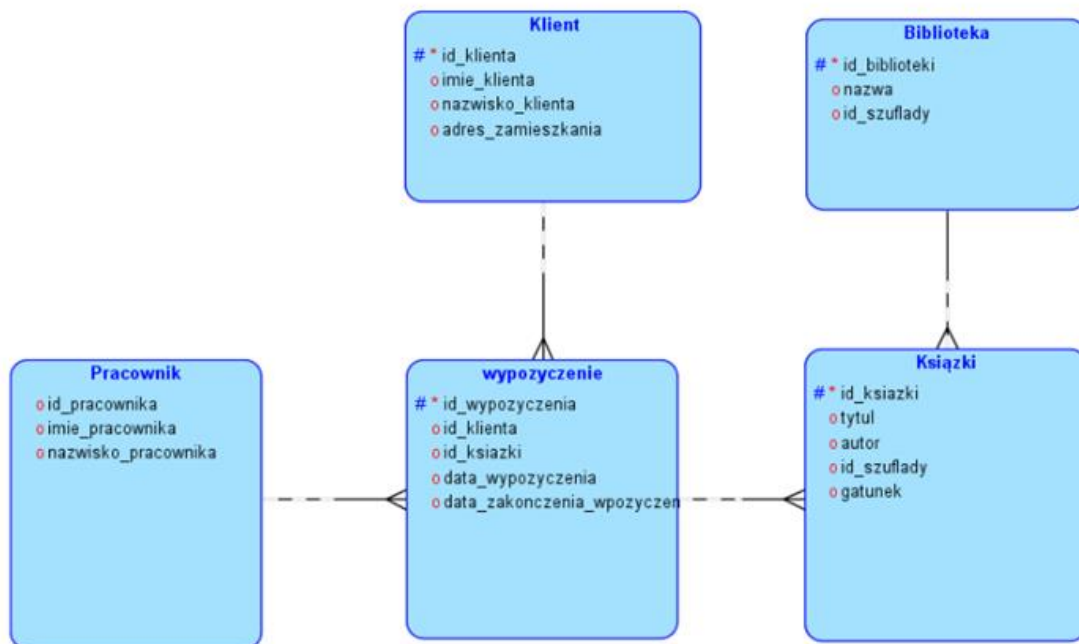 Klient
# * id_klienta
o imie_klienta
o nazwisko_klienta
o adres_zamieszkania
Biblioteka
# * id_biblioteki
o nazwa
o id_szuflady
Pracownik
o id_pracownika
o imie_pracownika
o nazwisko_pracownika
wypozyczenie
# * id_wypozyczenia
o id_klienta
o id_ksiazki
o data_wypozyczenia
o data_zakonczenia_wpozyczen
Książki
# * id_ksiazki
o tytul
o autor
o id_szuflady
o gatunek